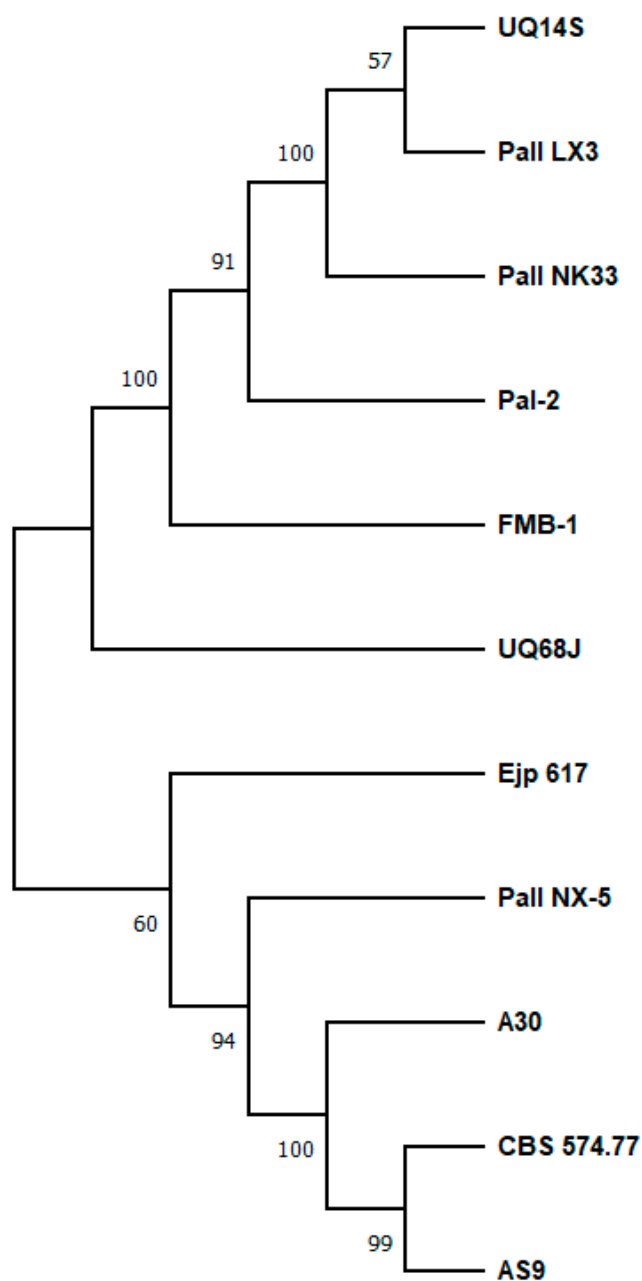 UQ14S
57
Pall LX3
100
Pall NK33
91
Pal-2
100
FMB-1
UQ68J
Ejp 617
Pall NX-5
60
A30
94
CBS 574.77
100
99
AS9